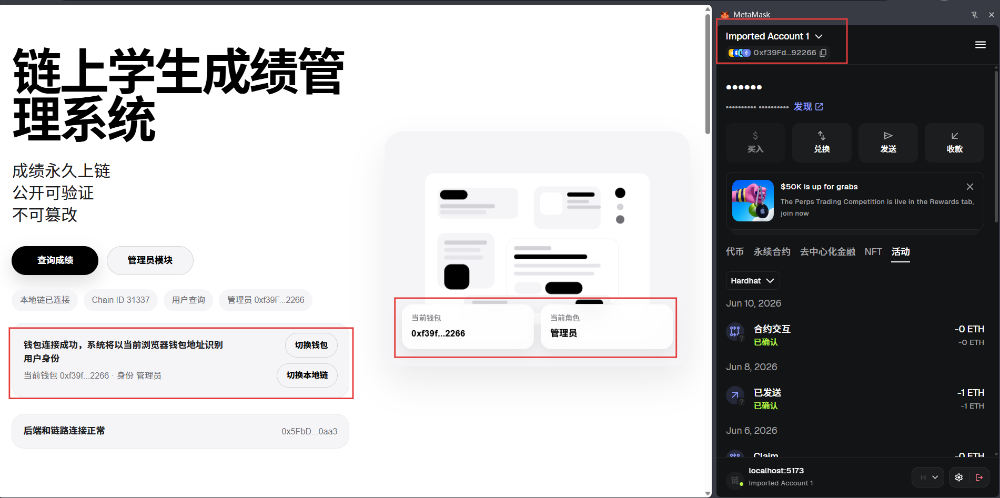 链上学生成绩管
理系统
成绩永久上链
公开可验证
不可篡改
查询成绩
管理员模块
本地链已连接
Chain ID 31337
用户查询
管理员 0xf39F...2266
钱包连接成功，系统将以当前浏览器钱包地址识别
用户身份
当前钱包 0xf39f...2266 · 身份 管理员
切换钱包
切换本地链
后端和链路连接正常
0x5FbD...0aa3
当前钱包
0xf39f...2266
当前角色
管理员
MetaMask
Imported Account 1
0xf39Fd...92266
发现
$
买入
兑换
发送
收款
$50K is up for grabs
The Perps Trading Competition is live in the Rewards tab,
join now
代币
永续合约
去中心化金融
NFT
活动
Hardhat
Jun 10, 2026
合约交互
-0 ETH
已确认
-0 ETH
?
Jun 8, 2026
已发送
-1 ETH
已确认
-1 ETH
?
Jun 6, 2026
Claim
-0 ETH
链
localhost:5173
Imported Account 1
H